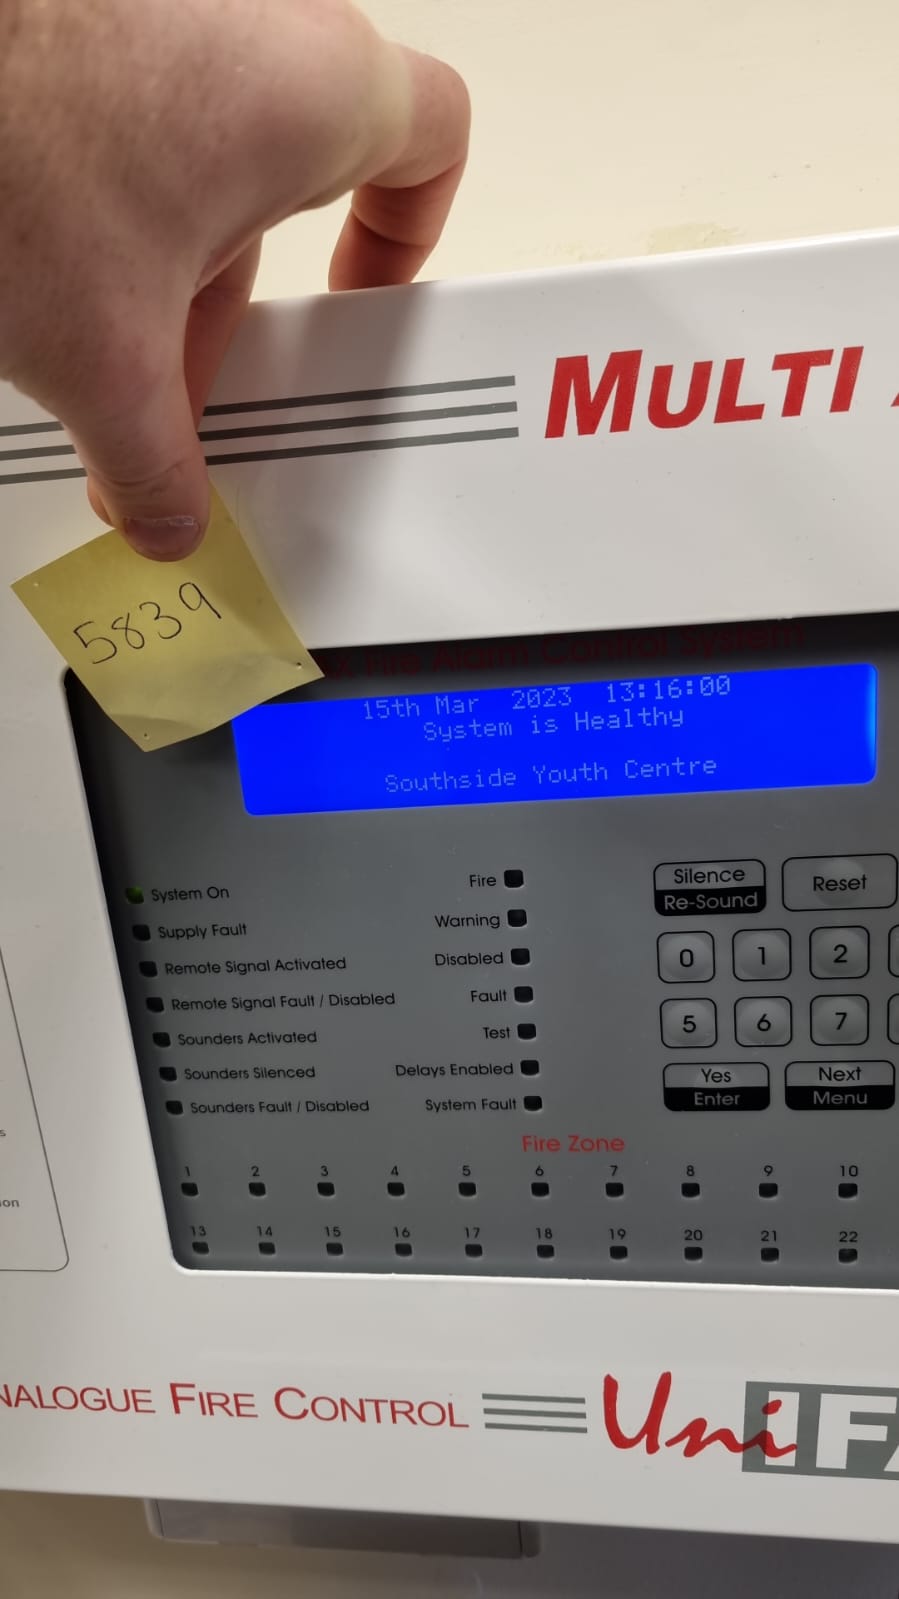 MULTI
5839
Fire Alarm Control System
15th Mar 2023 13:16:00
System is Healthy
Southside Youth Centre
System On
Supply Fault
Remote Signal Activated
Remote Signal Fault / Disabled
Sounders Activated
Sounders Silenced
Sounders Fault / Disabled
Fire
Warning
Disabled
Fault
Test
Delays Enabled
System Fault
Silence
Re-Sound
Reset
0 1 2
5 6 7
Yes
Enter
Next
Menu
Fire Zone
1 2 3 4 5 6 7 8 9 10
13 14 15 16 17 18 19 20 21 22
NALOGUE FIRE CONTROL
Uni